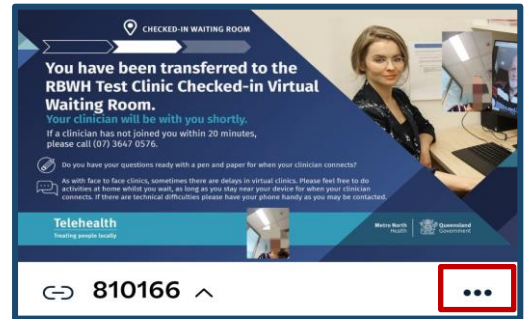 CHECKED-IN WAITING ROOM
You have been transferred to the
RBWH Test Clinic Checked-in Virtual
Waiting Room.
Your clinician will be with you shortly.
If a clinician has not joined you within 20 minutes,
please call (07) 3647 0576.
Do you have your questions ready with a pen and paper for when your clinician connects?
As with face to face clinics, sometimes there are delays in virtual clinics. Please feel free to do
activities at home whilst you wait, as long as you stay near your device for when your clinician
connects. If there are technical difficulties please have your phone handy as you may be contacted.
Telehealth
Treating people locally
Metro North
Health
Queensland
Government
810166